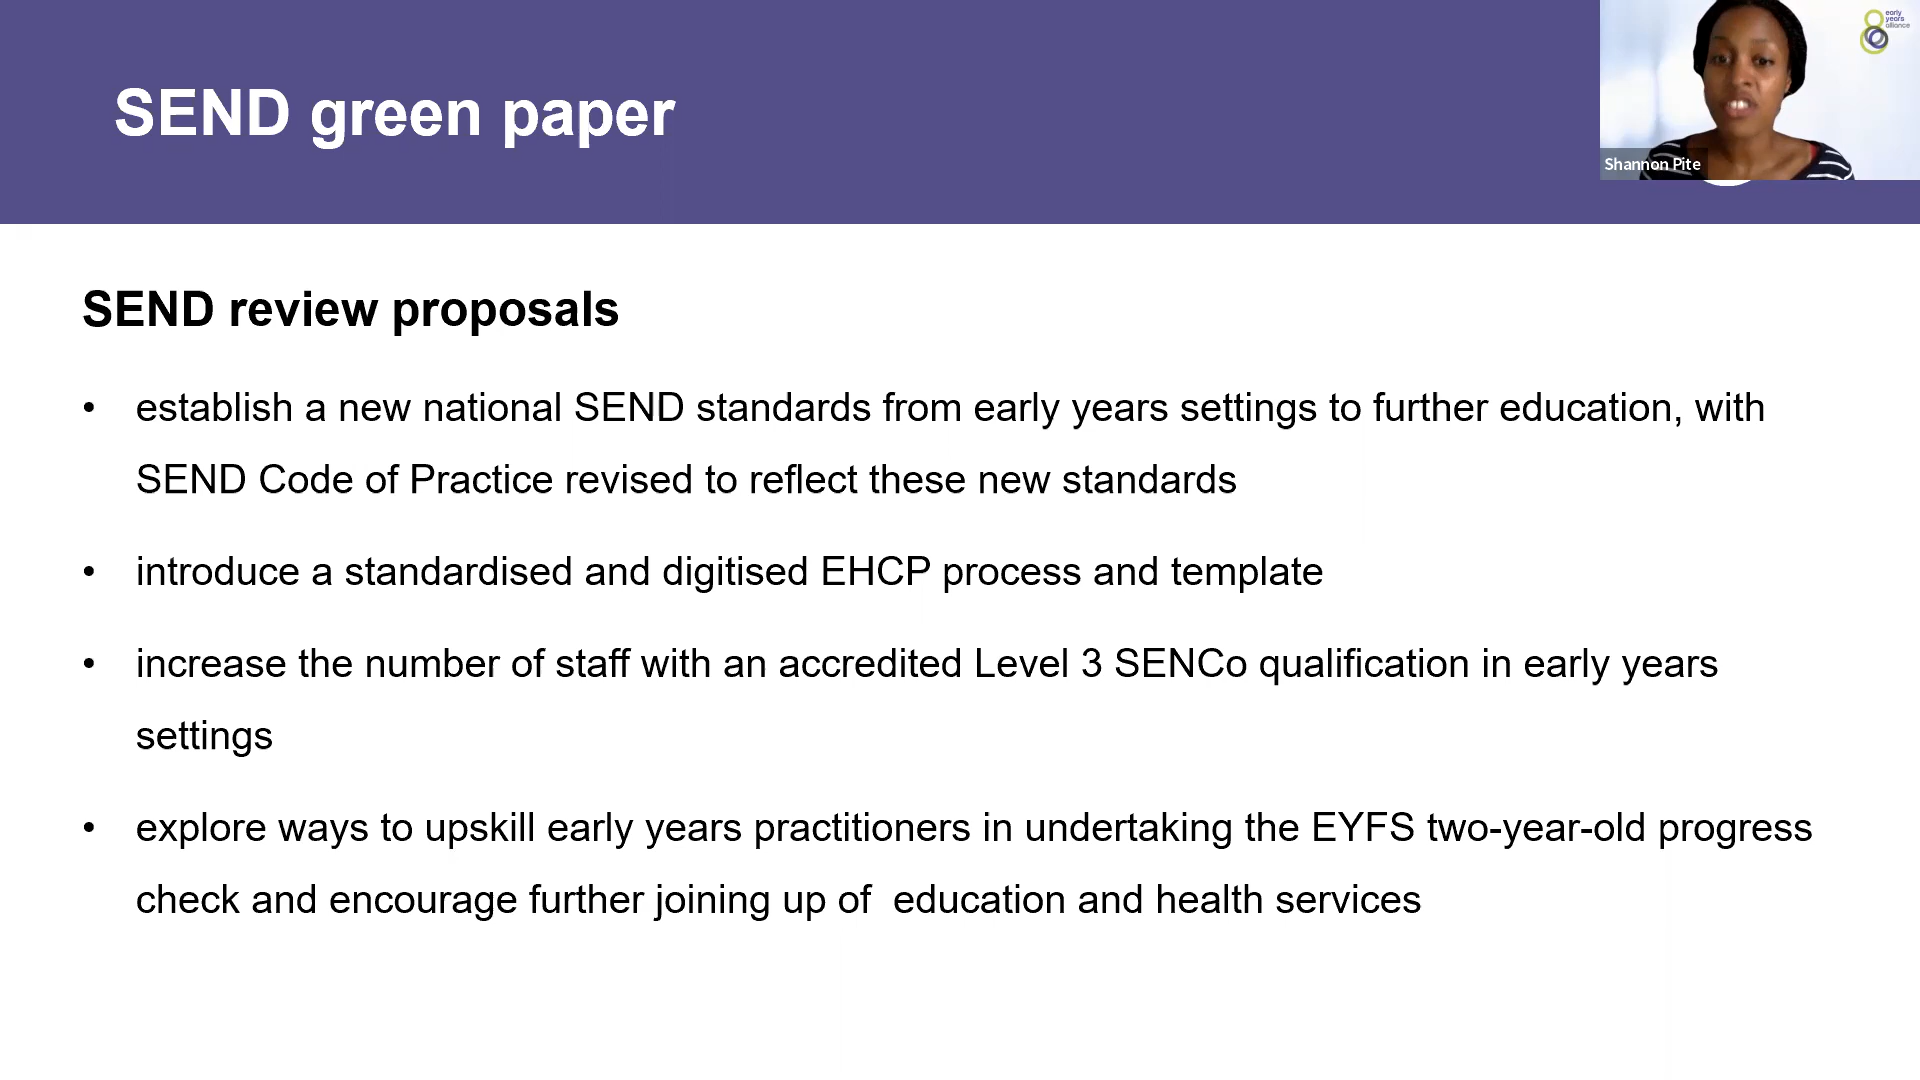 SEND green paper
early
years
alliance
Shannon Pite
SEND review proposals
• establish a new national SEND standards from early years settings to further education, with
SEND Code of Practice revised to reflect these new standards
• introduce a standardised and digitised EHCP process and template
• increase the number of staff with an accredited Level 3 SENCo qualification in early years
settings
• explore ways to upskill early years practitioners in undertaking the EYFS two-year-old progress
check and encourage further joining up of  education and health services